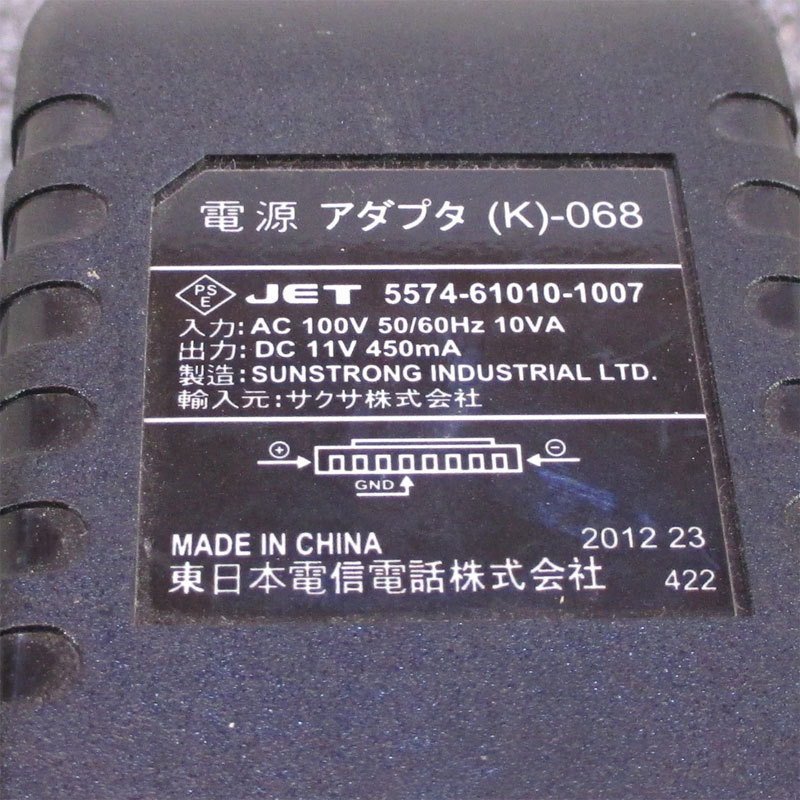 電源 アダプタ (K)-068
PS E JET 5574-61010-1007
入力: AC 100V 50/60Hz 10VA
出力: DC 11V 450mA
製造: SUNSTRONG INDUSTRIAL LTD.
輸入元: サクサ株式会社
+ -
GND
MADE IN CHINA 2012 23
東日本電信電話株式会社 422